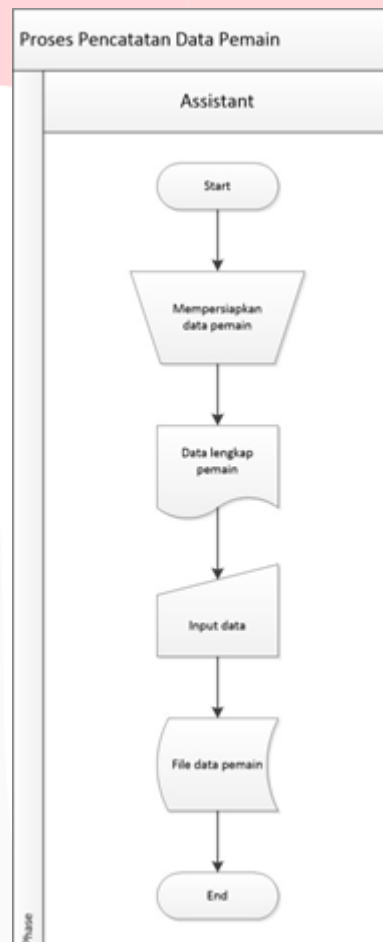 Proses Pencatatan Data Pemain
Assistant
Start
Mempersiapkan
data pemain
Data lengkap
pemain
Input data
File data pemain
End
Phase